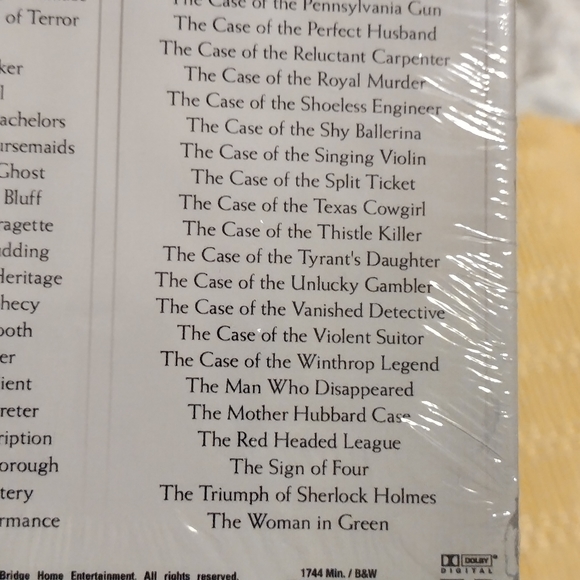 of Terror
ker
l
achelors
ursemaids
Ghost
Bluff
ragette
dding
Heritage
hecy
ooth
er
ient
reter
ription
orough
tery
rmance
The Case of the Pennsylvania Gun
The Case of the Perfect Husband
The Case of the Reluctant Carpenter
The Case of the Royal Murder
The Case of the Shoeless Engineer
The Case of the Shy Ballerina
The Case of the Singing Violin
The Case of the Split Ticket
The Case of the Texas Cowgirl
The Case of the Thistle Killer
The Case of the Tyrant's Daughter
The Case of the Unlucky Gambler
The Case of the Vanished Detective
The Case of the Violent Suitor
The Case of the Winthrop Legend
The Man Who Disappeared
The Mother Hubbard Case
The Red Headed League
The Sign of Four
The Triumph of Sherlock Holmes
The Woman in Green
Bridge Home Entertainment. All rights reserved.
1744 Min. / B&W
DOLBY
DIGITAL